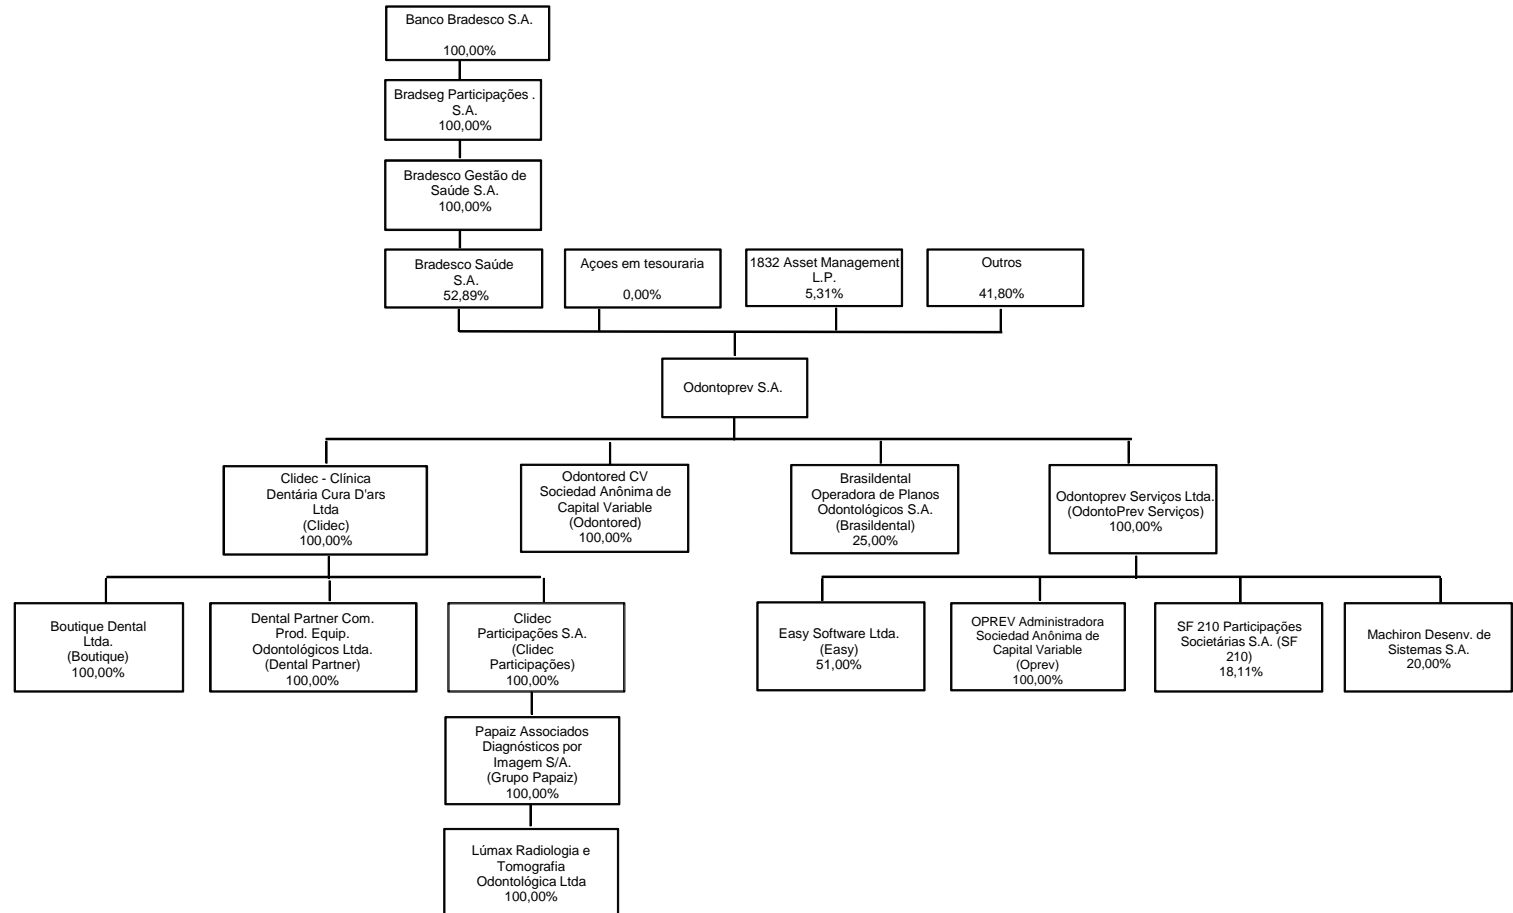 Banco Bradesco S.A.
100,00%
Bradseg Participações .
S.A.
100,00%
Bradesco Gestão de
Saúde S.A.
100,00%
Bradesco Saúde
S.A.
52,89%
Açoes em tesouraria
0,00%
1832 Asset Management
L.P.
5,31%
Outros
41,80%
Odontoprev S.A.
Clidec - Clínica
Dentária Cura D'ars
Ltda
(Clidec)
100,00%
Odontored CV
Sociedad Anônima de
Capital Variable
(Odontored)
100,00%
Brasildental
Operadora de Planos
Odontológicos S.A.
(Brasildental)
25,00%
Odontoprev Serviços Ltda.
(OdontoPrev Serviços)
100,00%
Boutique Dental
Ltda.
(Boutique)
100,00%
Dental Partner Com.
Prod. Equip.
Odontológicos Ltda.
(Dental Partner)
100,00%
Clidec
Participações S.A.
(Clidec
Participações)
100,00%
Easy Software Ltda.
(Easy)
51,00%
OPREV Administradora
Sociedad Anônima de
Capital Variable
(Oprev)
100,00%
SF 210 Participações
Societárias S.A. (SF
210)
18,11%
Machiron Desenv. de
Sistemas S.A.
20,00%
Papaiz Associados
Diagnósticos por
Imagem S/A.
(Grupo Papaiz)
100,00%
Lúmax Radiologia e
Tomografia
Odontológica Ltda
100,00%